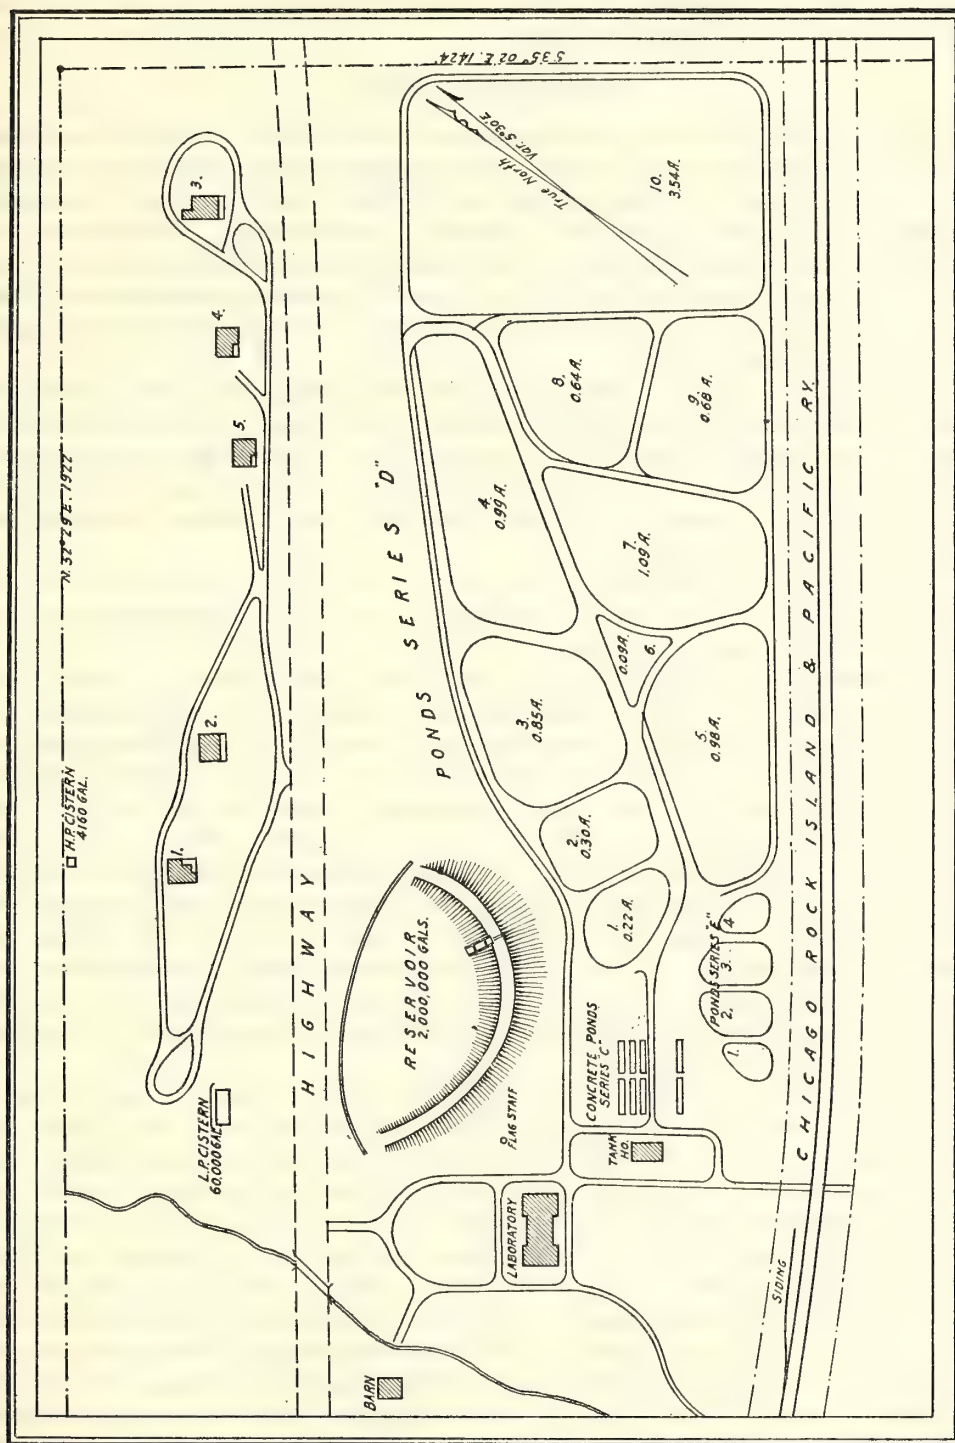 N. 32° 29' E. 1922'
S 35° 02' E. 1424'
H.P. CISTERN
4160 GAL.
L.P. CISTERN
60,000 GAL.
1.
2.
5.
4.
3.
HIGHWAY
RESERVOIR
2,000,000 GALS.
PONDS SERIES "D"
True North
Var. 5°30'E
BARN
LABORATORY
FLAG STAFF
TANK
HO.
CONCRETE PONDS
SERIES "C"
1.
0.22 A.
2.
0.30 A.
3.
0.85 A.
4.
0.99 A.
5.
0.98 A.
0.09 A.
6.
7.
1.09 A.
8.
0.64 A.
9.
0.68 A.
10.
3.54 A.
PONDS SERIES "E"
1.
2.
3.
4
SIDING
CHICAGO ROCK ISLAND & PACIFIC RY.